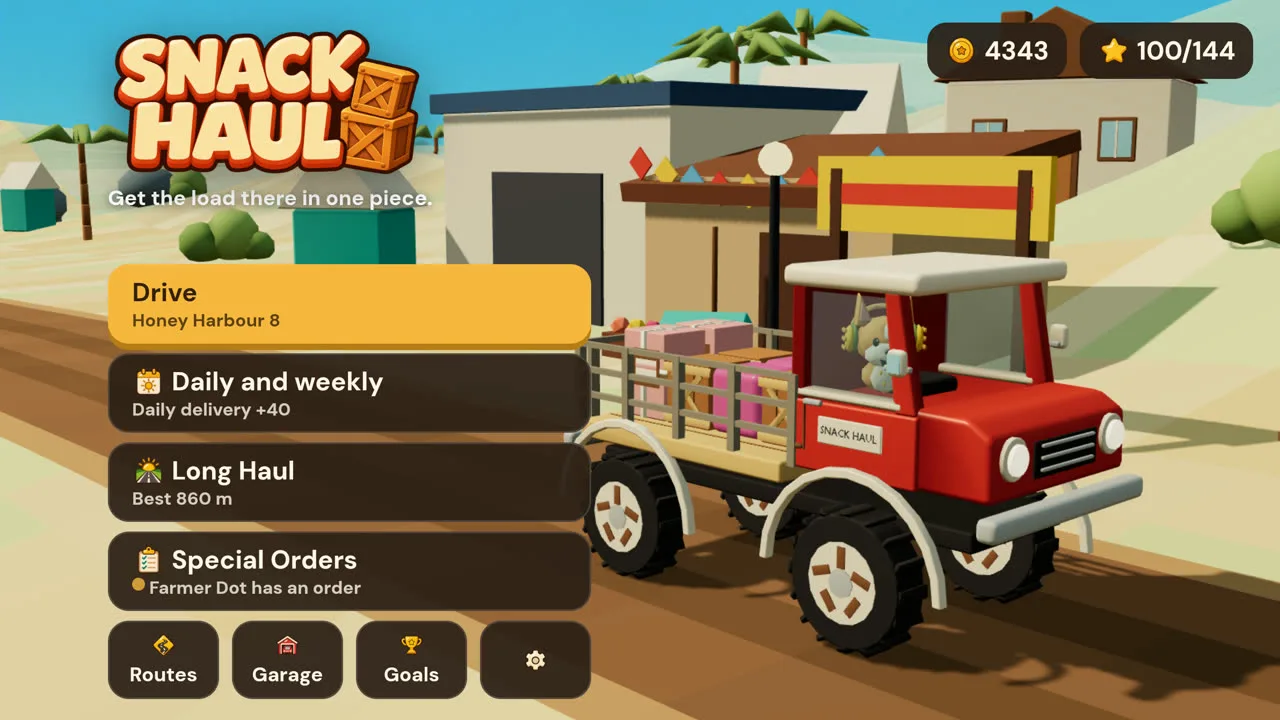 SNACK
HAUL
Get the load there in one piece.
4343
100/144
Drive
Honey Harbour 8
Daily and weekly
Daily delivery +40
Long Haul
Best 860 m
Special Orders
Farmer Dot has an order
SNACK HAUL
Routes
Garage
Goals